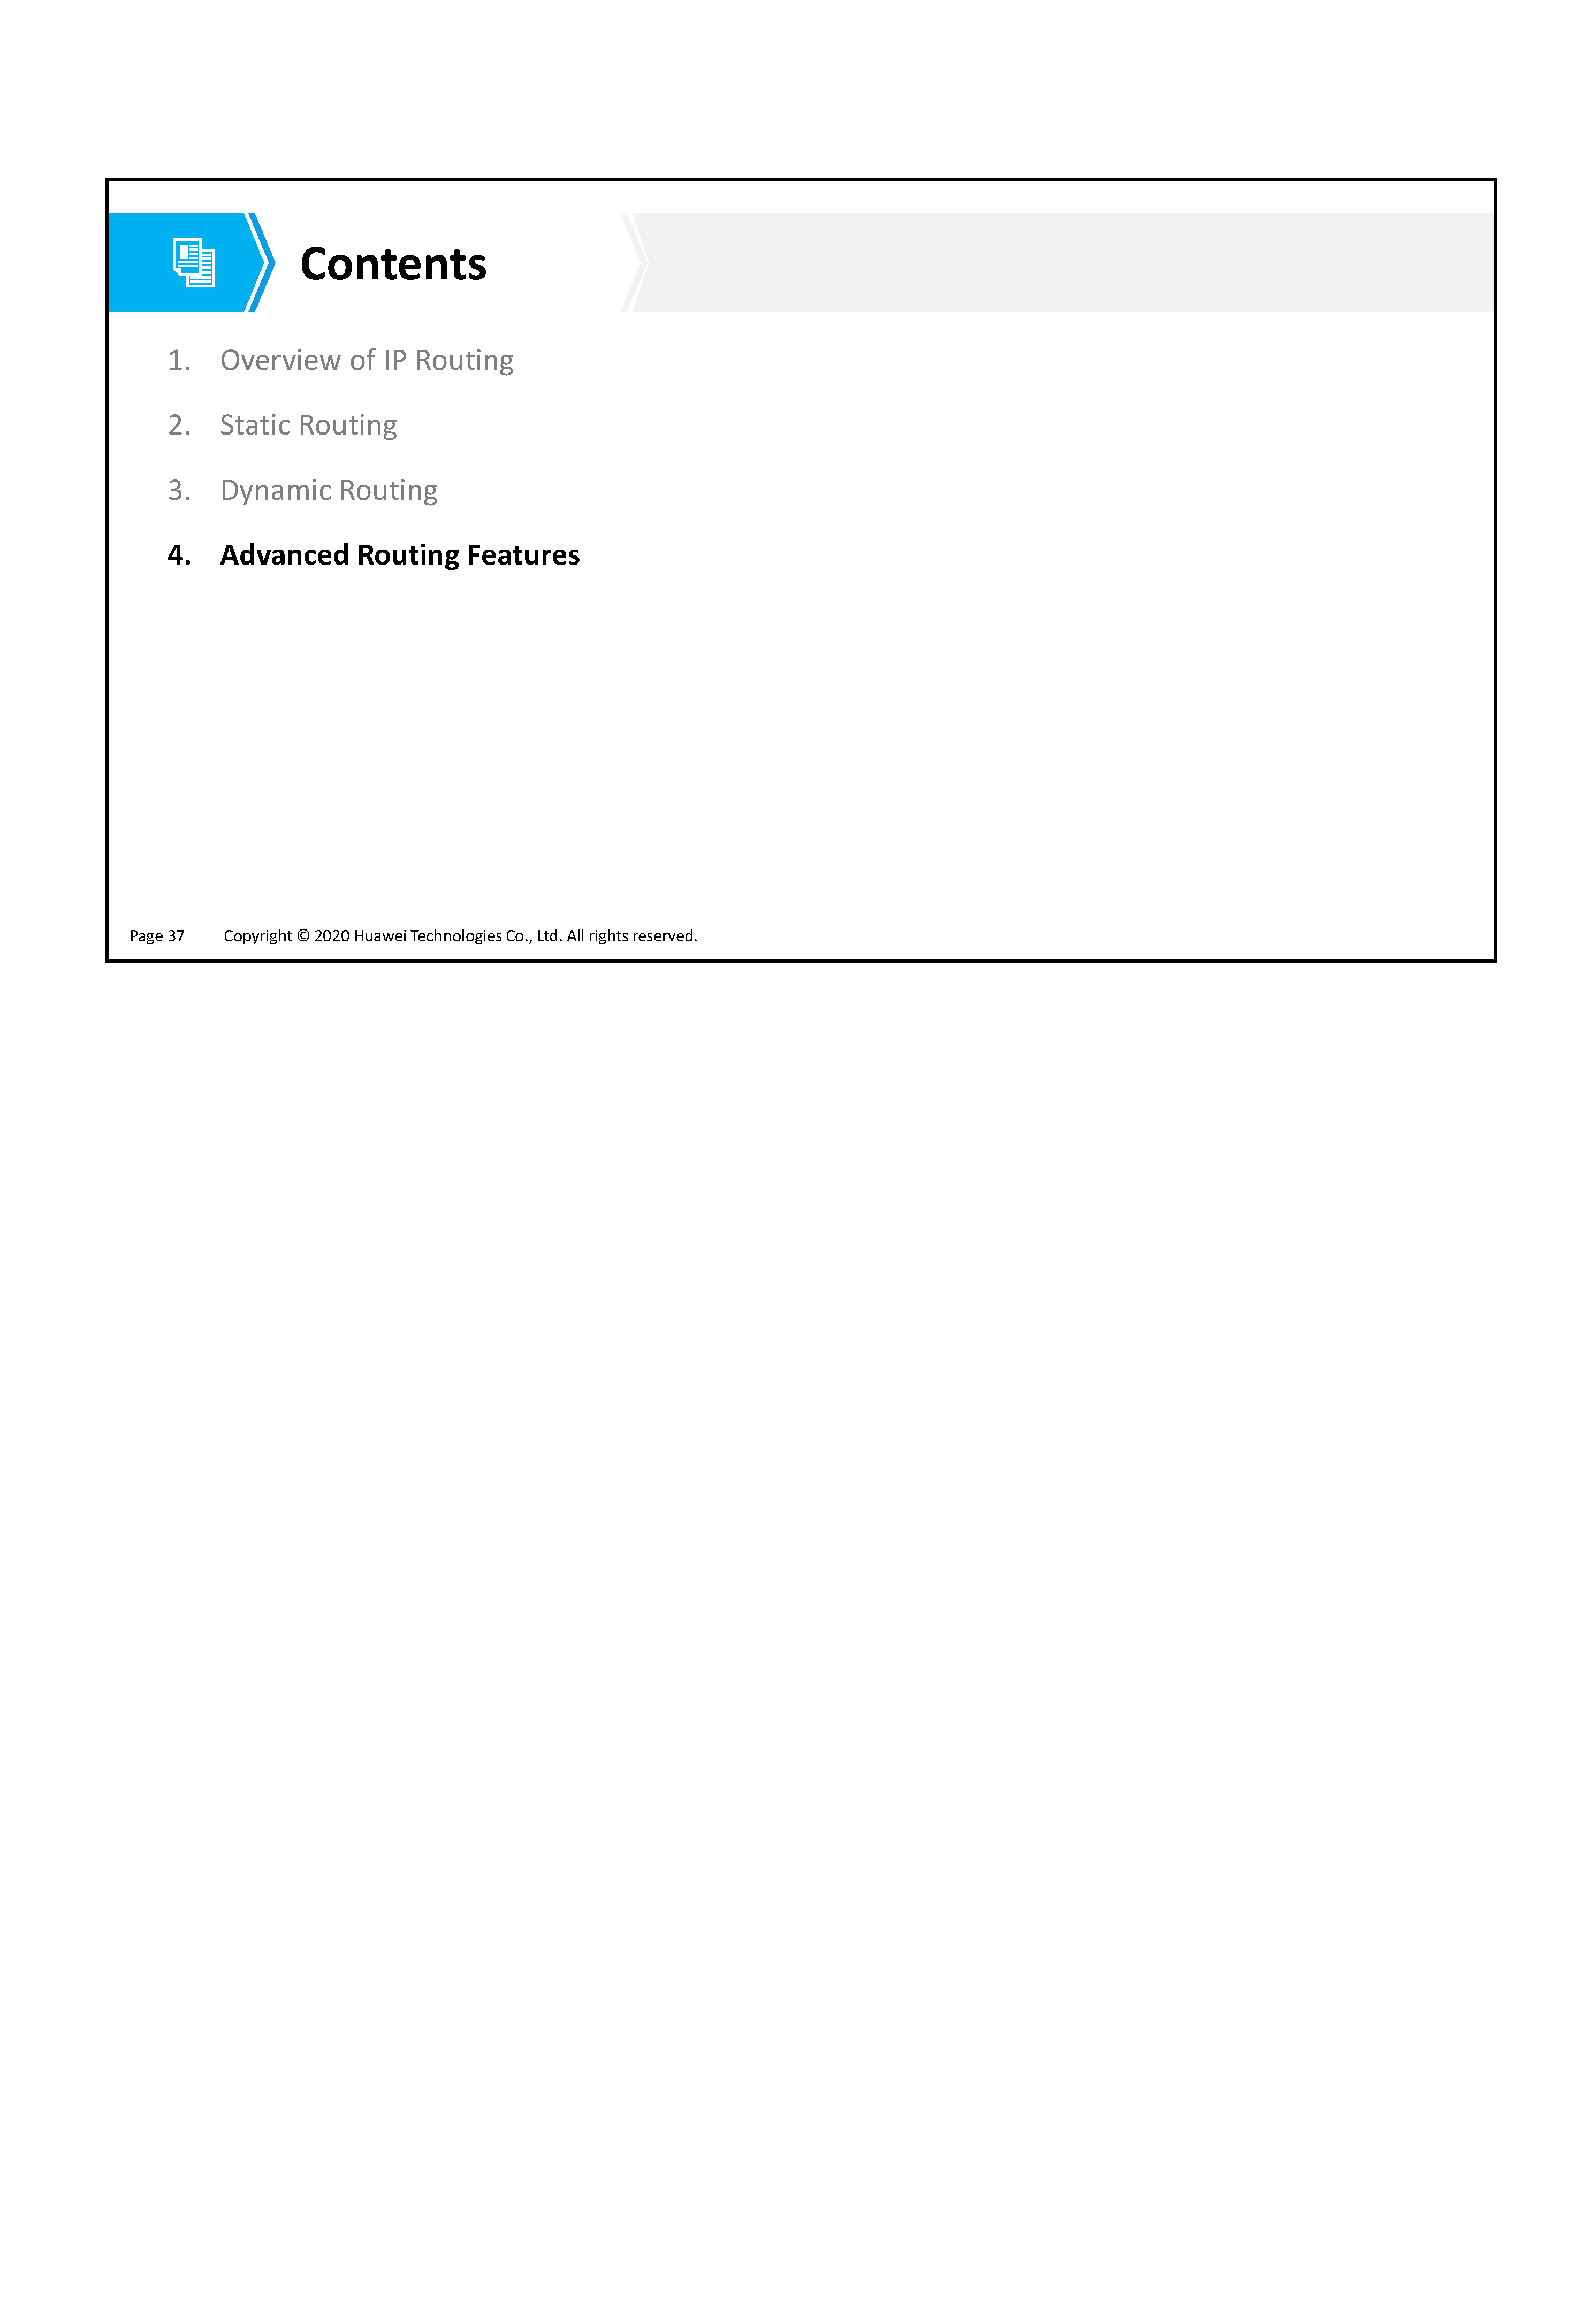 Contents
1. Overview of IP Routing
2. Static Routing
3. Dynamic Routing
4. Advanced Routing Features
Page 37 Copyright © 2020 Huawei Technologies Co., Ltd. All rights reserved.